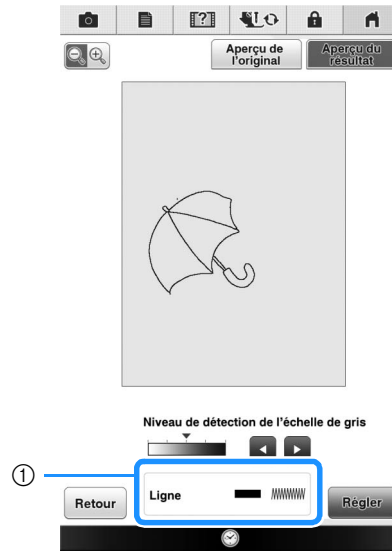 Aperçu de
l'original
Aperçu du
résultat
Niveau de détection de l'échelle de gris
①
Ligne
Retour
Régler